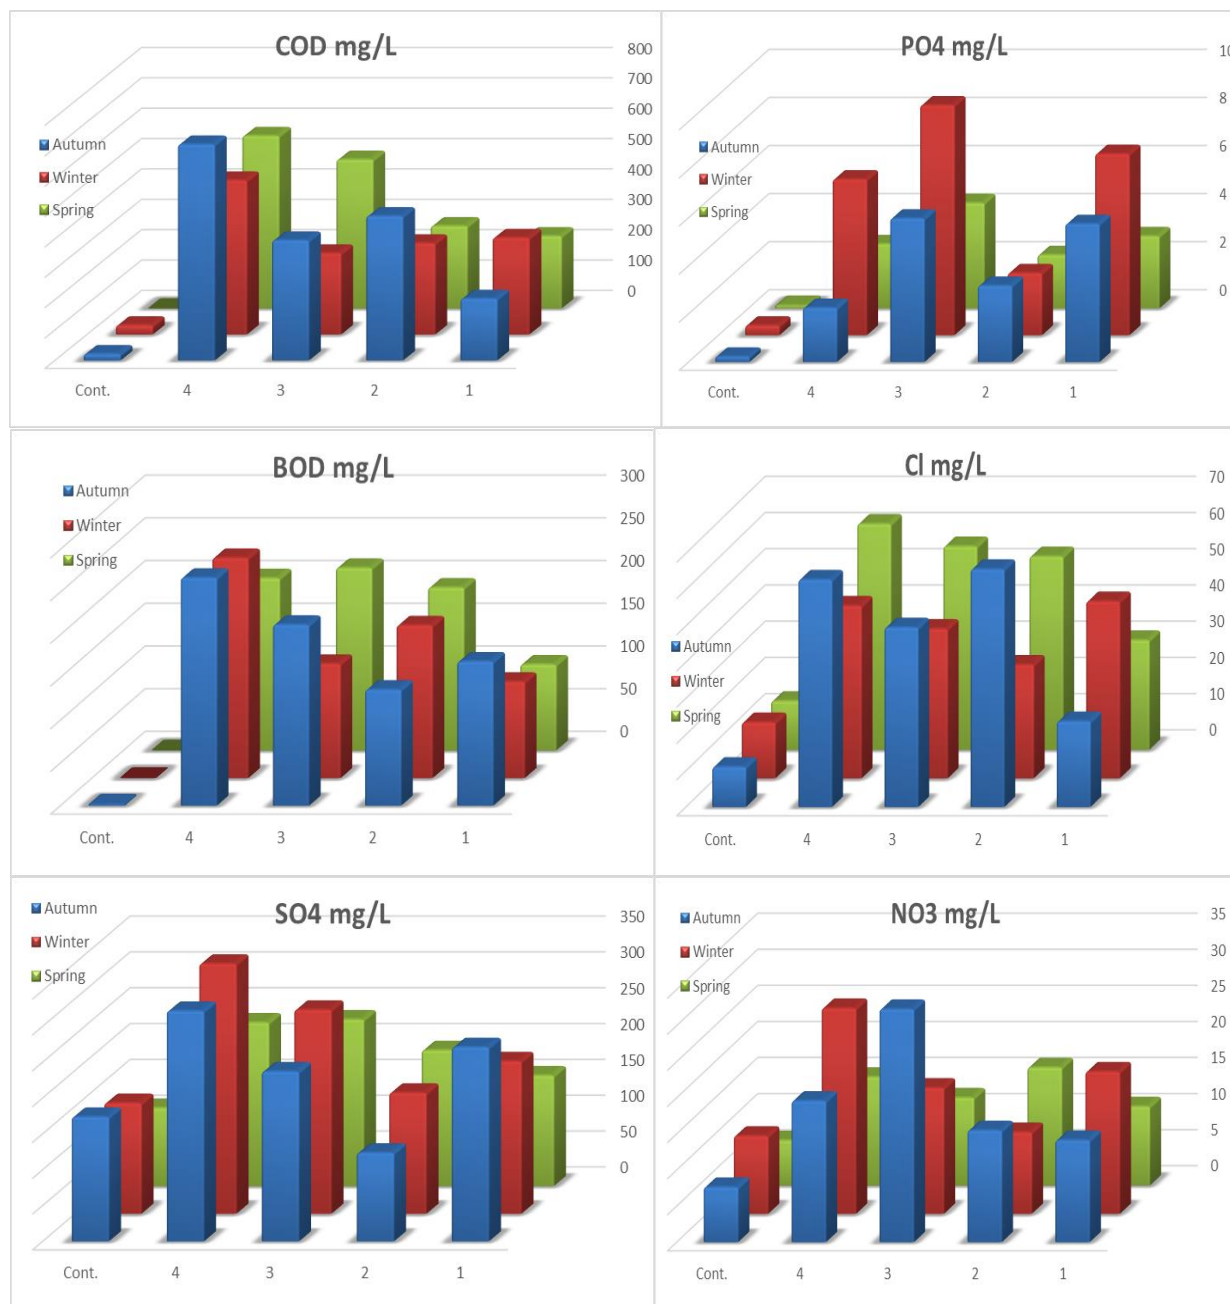 COD mg/L
800
700
600
500
400
300
200
100
0
Autumn
Winter
Spring
Cont. 4 3 2 1
PO4 mg/L
10
8
6
4
2
0
Autumn
Winter
Spring
Cont. 4 3 2 1
BOD mg/L
300
250
200
150
100
50
0
Autumn
Winter
Spring
Cont. 4 3 2 1
Cl mg/L
70
60
50
40
30
20
10
0
Autumn
Winter
Spring
Cont. 4 3 2 1
SO4 mg/L
350
300
250
200
150
100
50
0
Autumn
Winter
Spring
Cont. 4 3 2 1
NO3 mg/L
35
30
25
20
15
10
5
0
Autumn
Winter
Spring
Cont. 4 3 2 1